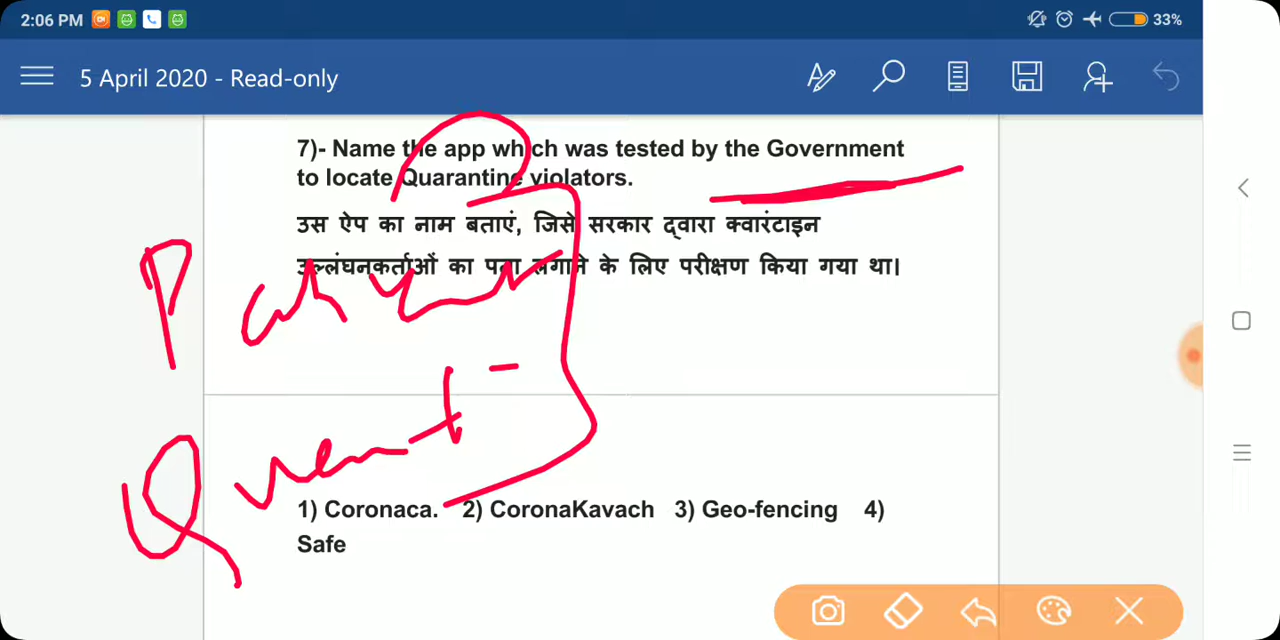 2:06 PM 33%
5 April 2020 - Read-only
7)- Name the app which was tested by the Government
to locate Quarantine violators.
उस ऐप का नाम बताएं, जिसे सरकार द्वारा क्वारंटाइन
उल्लंघनकर्ताओं का पता लगाने के लिए परीक्षण किया गया था।
1) Coronaca. 2) CoronaKavach 3) Geo-fencing 4)
Safe